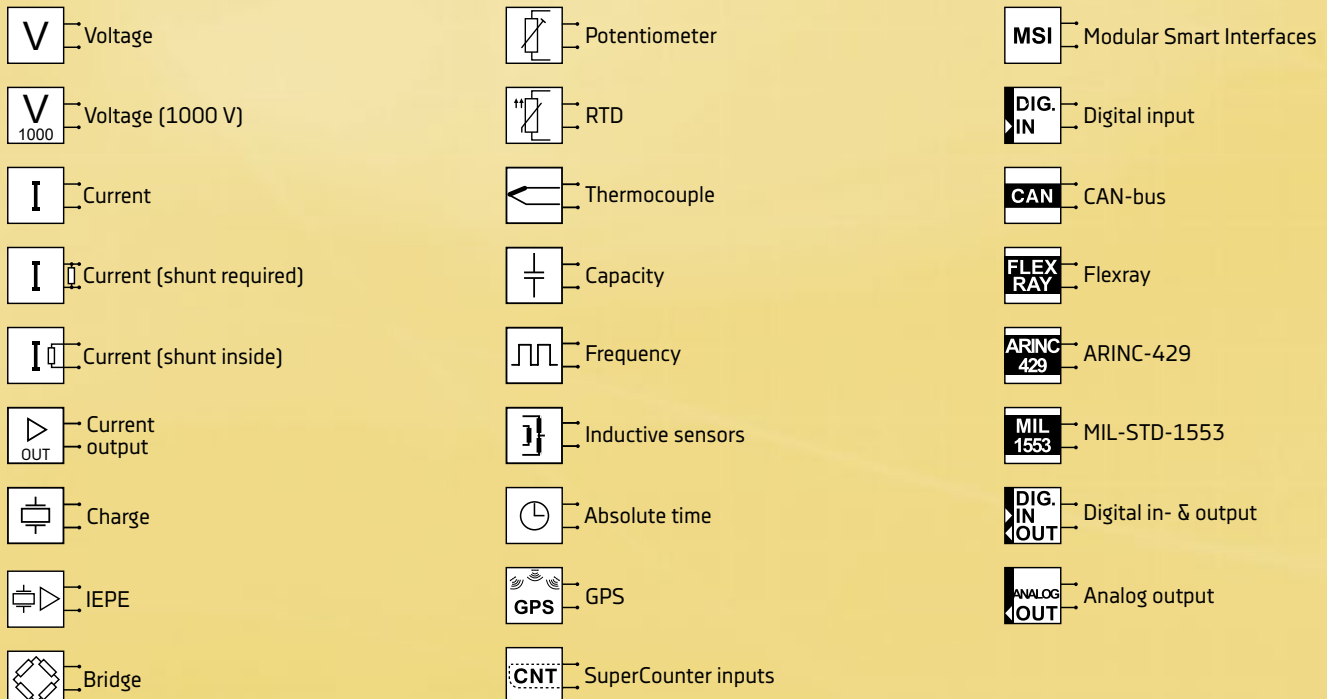 V
Voltage
V
1000
Voltage (1000 V)
I
Current
I
Current (shunt required)
I
Current (shunt inside)
OUT
Current
output
Charge
IEPE
Bridge
Potentiometer
RTD
Thermocouple
Capacity
Frequency
Inductive sensors
Absolute time
GPS
GPS
CNT
SuperCounter inputs
MSI
Modular Smart Interfaces
DIG.
IN
Digital input
CAN
CAN-bus
FLEX
RAY
Flexray
ARINC
429
ARINC-429
MIL
1553
MIL-STD-1553
DIG.
IN
OUT
Digital in- & output
ANALOG
OUT
Analog output